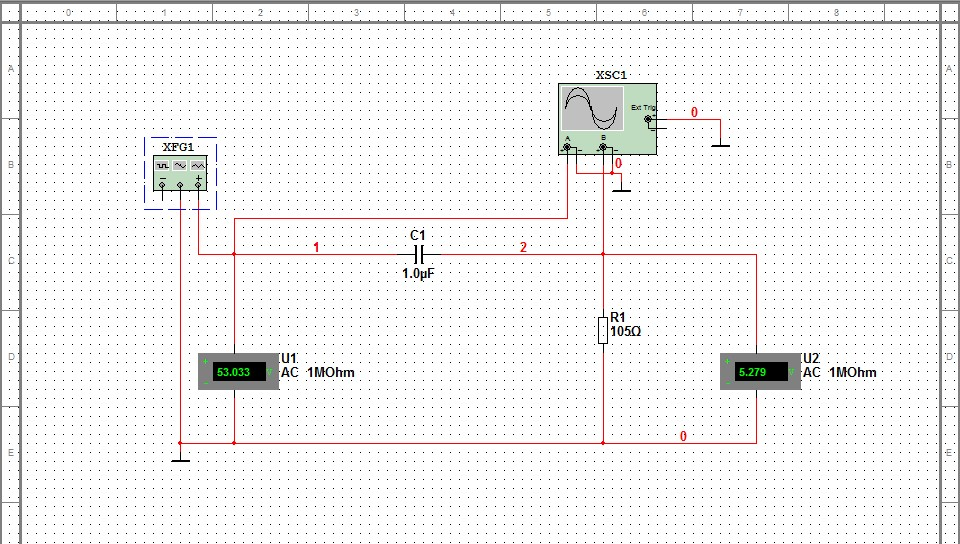 0 1 2 3 4 5 6 7 8
A A
XSC1
Ext Trig
+
0
−
A B
+ − + −
0
B B
XFG1
− +
C1
1 2
1.0µF
C C
R1
105Ω
D D
U1
+
53.033 V
−
AC 1MOhm
U2
+
5.279 V
−
AC 1MOhm
0
E E